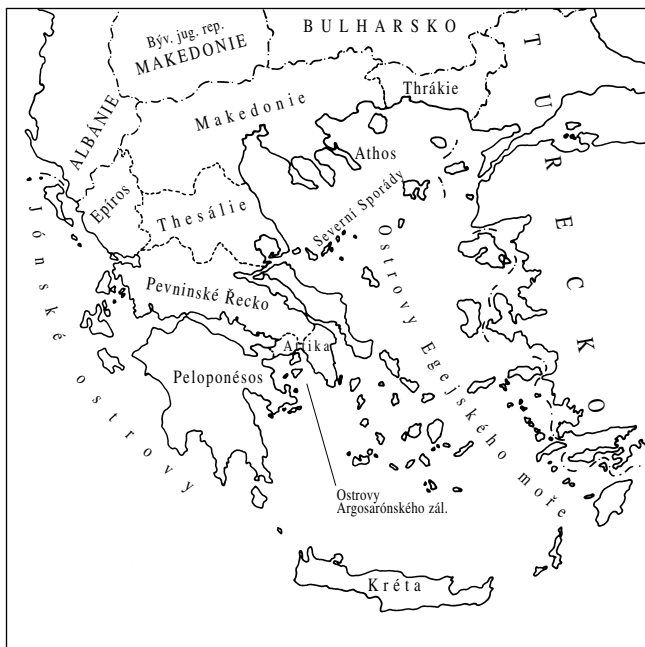 Býv. jug. rep.
MAKEDONIE
BULHARSKO
TURECKO
Thrákie
Makedonie
ALBÁNIE
Athos
Epíros
Thesálie
Severní Sporády
Jónské ostrovy
Ostrovy Egejského moře
Pevninské Řecko
Attika
Peloponésos
Ostrovy
Argosarónského zál.
Kréta